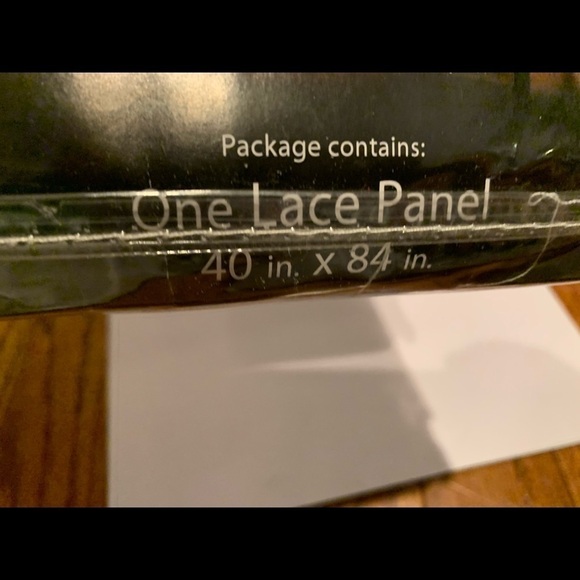 Package contains:
One Lace Panel
40 in. x 84 in.